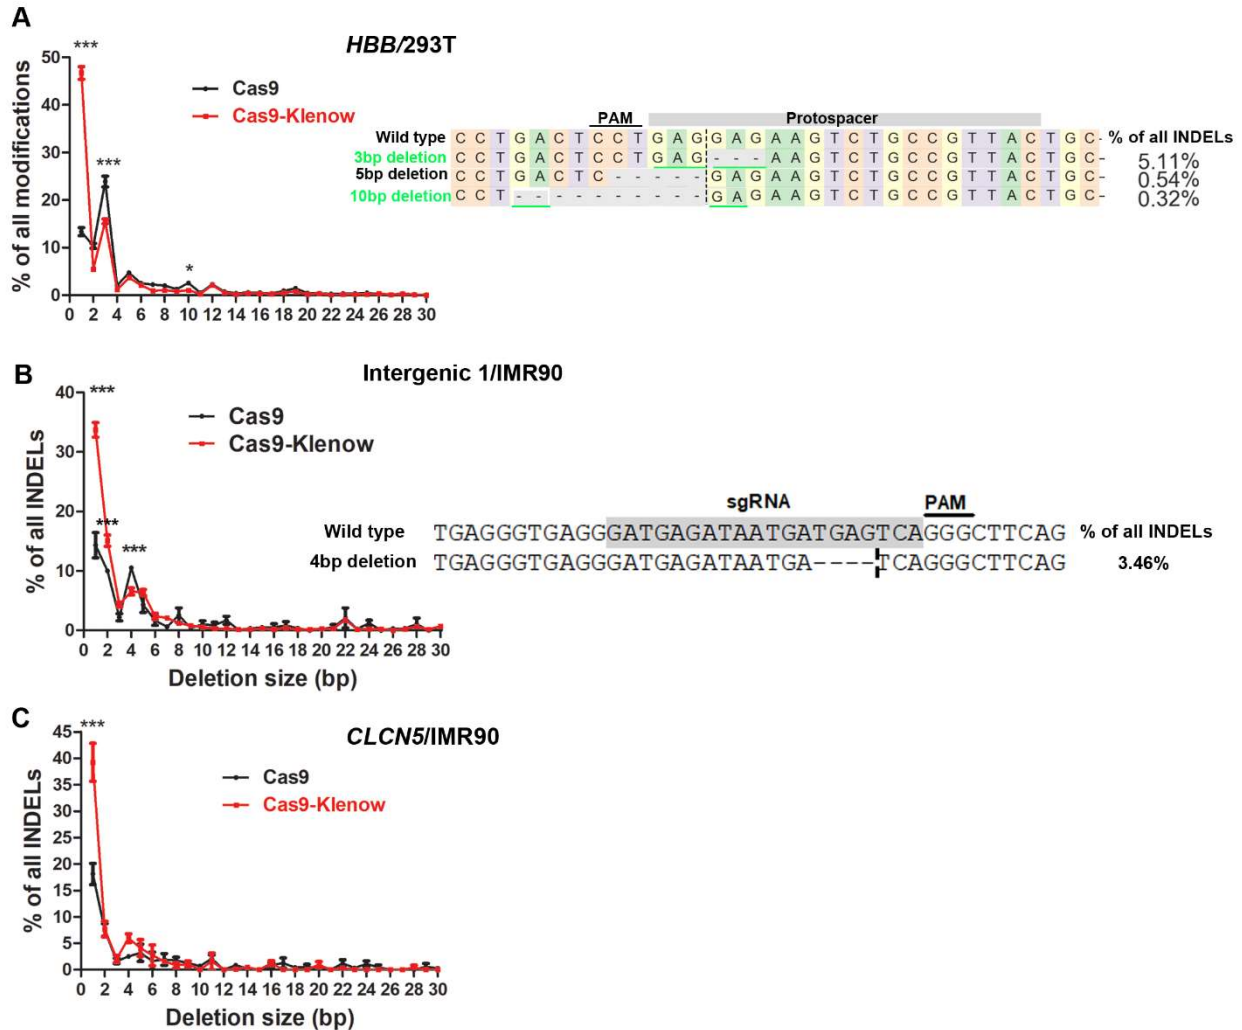 A
HBB/293T
***
***
*
% of all modifications
50
40
30
20
10
0
0 2 4 6 8 10 12 14 16 18 20 22 24 26 28 30
Cas9
Cas9-Klenow
PAM Protospacer
Wild type C C T G A C T C C T G A G G A G A A G T C T G C C G T T A C T G C - % of all INDELs
3bp deletion C C T G A C T C C T G A G - - - A A G T C T G C C G T T A C T G C - 5.11%
5bp deletion C C T G A C T C - - - - - G A G A A G T C T G C C G T T A C T G C - 0.54%
10bp deletion C C T - - - - - - - - - - G A G A A G T C T G C C G T T A C T G C - 0.32%
B
Intergenic 1/IMR90
***
***
***
% of all INDELs
40
30
20
10
0
0 2 4 6 8 10 12 14 16 18 20 22 24 26 28 30
Deletion size (bp)
Cas9
Cas9-Klenow
sgRNA PAM
Wild type TGAGGGTGAGGGATGAGATAATGATGAGTCAGGGCTTCAG % of all INDELs
4bp deletion TGAGGGTGAGGGATGAGATAATGA----TCAGGGCTTCAG 3.46%
C
CLCN5/IMR90
***
% of all INDELs
45
40
35
30
25
20
15
10
5
0
0 2 4 6 8 10 12 14 16 18 20 22 24 26 28 30
Deletion size (bp)
Cas9
Cas9-Klenow